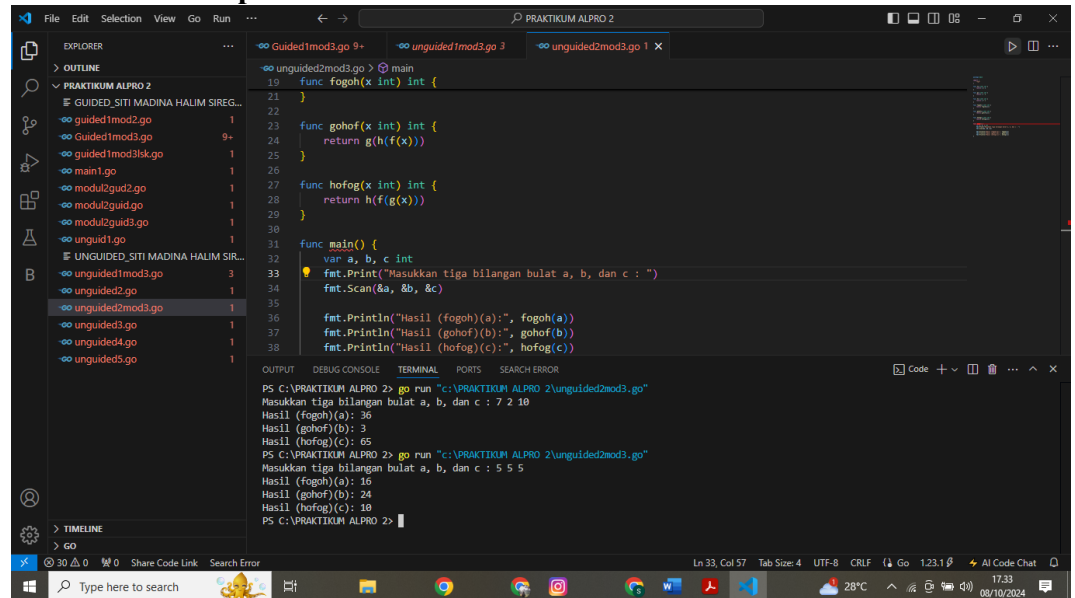 File Edit Selection View Go Run ... PRAKTIKUM ALPRO 2
EXPLORER ...
> OUTLINE
PRAKTIKUM ALPRO 2
GUIDED_SITI MADINA HALIM SIREG...
guided1mod2.go 1
Guided1mod3.go 9+
guided1mod3lsk.go 1
main1.go 1
modul2gud2.go 1
modul2guid.go 1
modul2guid3.go 1
unguid1.go 1
UNGUIDED_SITI MADINA HALIM SIR...
unguided1mod3.go 3
unguided2.go 1
unguided2mod3.go 1
unguided3.go 1
unguided4.go 1
unguided5.go 1
> TIMELINE
> GO
Guided1mod3.go 9+ unguided1mod3.go 3 unguided2mod3.go 1
unguided2mod3.go > main
19 func fogoh(x int) int {
21 }
22
23 func gohof(x int) int {
24 return g(h(f(x)))
25 }
26
27 func hofog(x int) int {
28 return h(f(g(x)))
29 }
30
31 func main() {
32 var a, b, c int
33 fmt.Print("Masukkan tiga bilangan bulat a, b, dan c : ")
34 fmt.Scan(&a, &b, &c)
35
36 fmt.Println("Hasil (fogoh)(a):", fogoh(a))
37 fmt.Println("Hasil (gohof)(b):", gohof(b))
38 fmt.Println("Hasil (hofog)(c):", hofog(c))
OUTPUT DEBUG CONSOLE TERMINAL PORTS SEARCH ERROR Code
PS C:\PRAKTIKUM ALPRO 2> go run "c:\PRAKTIKUM ALPRO 2\unguided2mod3.go"
Masukkan tiga bilangan bulat a, b, dan c : 7 2 10
Hasil (fogoh)(a): 36
Hasil (gohof)(b): 3
Hasil (hofog)(c): 65
PS C:\PRAKTIKUM ALPRO 2> go run "c:\PRAKTIKUM ALPRO 2\unguided2mod3.go"
Masukkan tiga bilangan bulat a, b, dan c : 5 5 5
Hasil (fogoh)(a): 16
Hasil (gohof)(b): 24
Hasil (hofog)(c): 10
PS C:\PRAKTIKUM ALPRO 2>
30 0 0 Share Code Link Search Error Ln 33, Col 57 Tab Size: 4 UTF-8 CRLF Go 1.23.1 AI Code Chat
Type here to search 28°C 17.33
08/10/2024